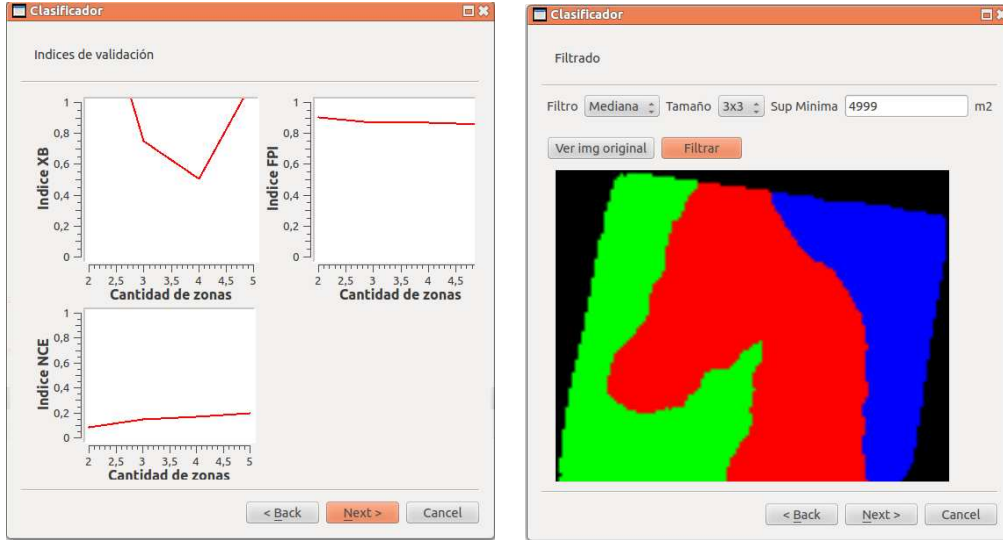 Clasificador
Indices de validación
1
0,8
0,6
0,4
0,2
0
Indice XB
2 2,5 3 3,5 4 4,5 5
Cantidad de zonas
1
0,8
0,6
0,4
0,2
0
Indice FPI
2 2,5 3 3,5 4 4,5
Cantidad de zonas
1
0,8
0,6
0,4
0,2
0
Indice NCE
2 2,5 3 3,5 4 4,5 5
Cantidad de zonas
< Back Next > Cancel
Clasificador
Filtrado
Filtro Mediana Tamaño 3x3 Sup Minima 4999 m2
Ver img original Filtrar
< Back Next > Cancel